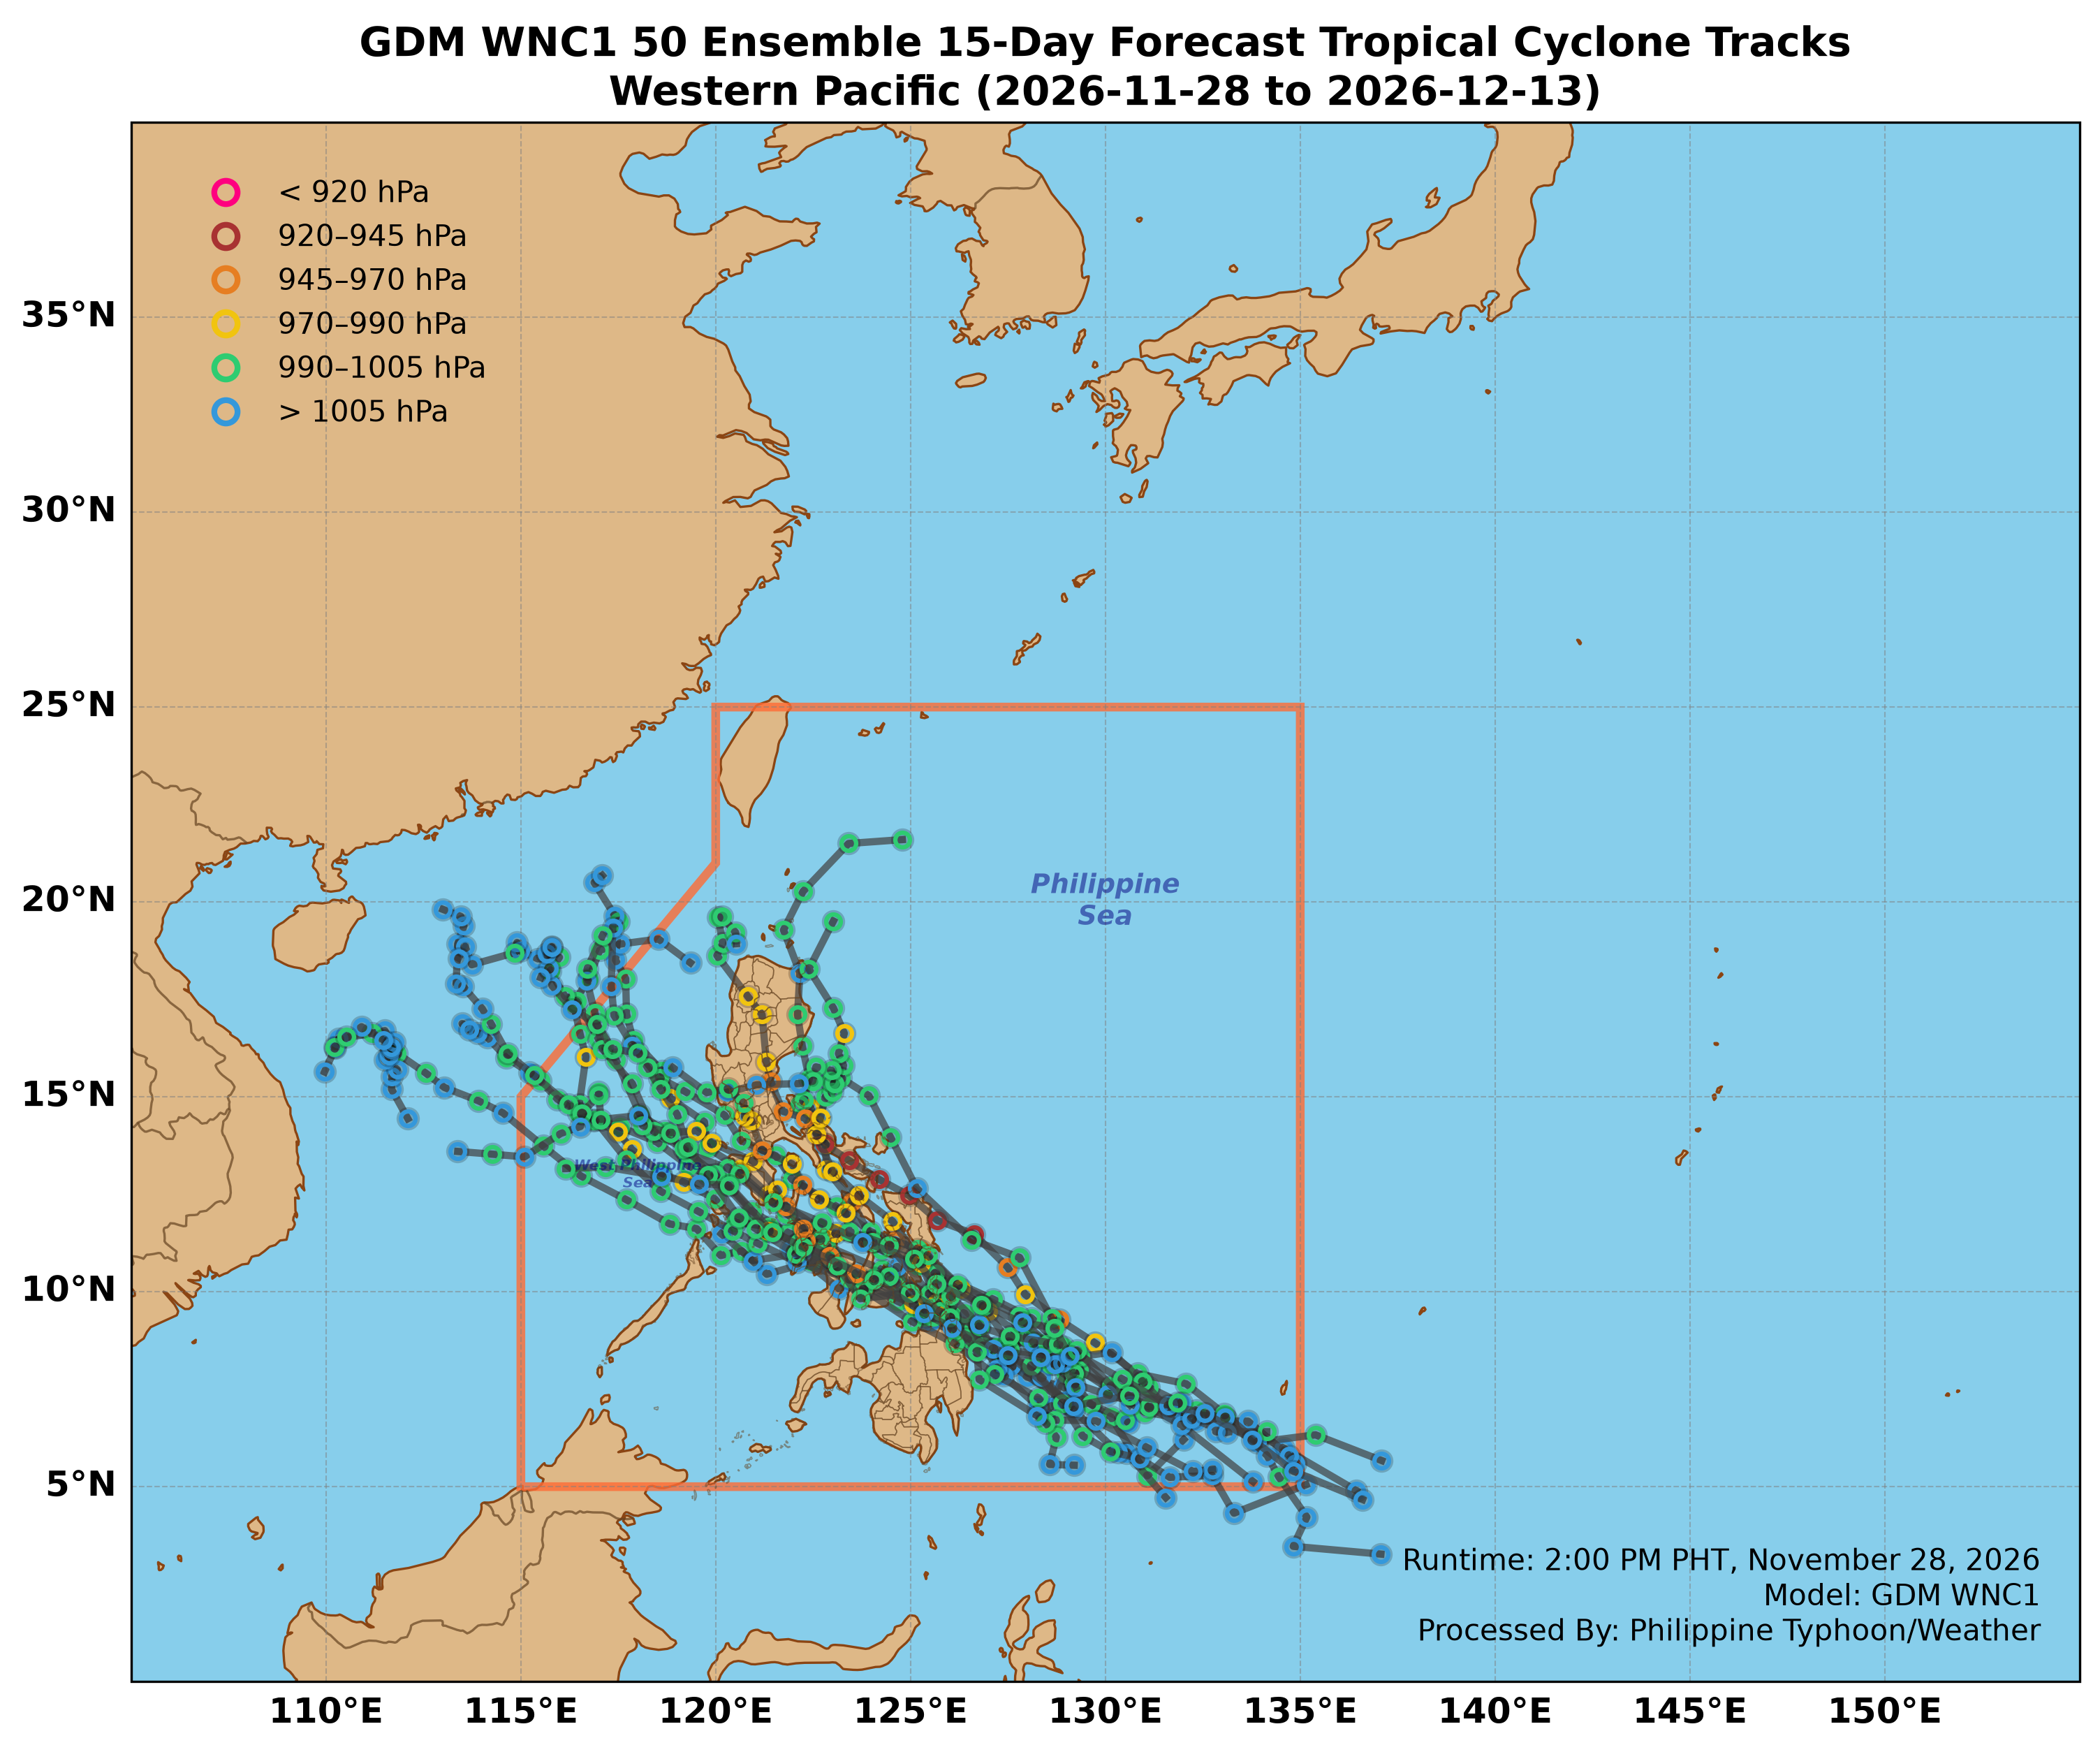 GDM WNC1 50 Ensemble 15-Day Forecast Tropical Cyclone Tracks
Western Pacific (2026-11-28 to 2026-12-13)
< 920 hPa
920–945 hPa
945–970 hPa
970–990 hPa
990–1005 hPa
> 1005 hPa
35°N
30°N
25°N
20°N
15°N
10°N
5°N
Philippine
Sea
West Philippine
Sea
Runtime: 2:00 PM PHT, November 28, 2026
Model: GDM WNC1
Processed By: Philippine Typhoon/Weather
110°E 115°E 120°E 125°E 130°E 135°E 140°E 145°E 150°E